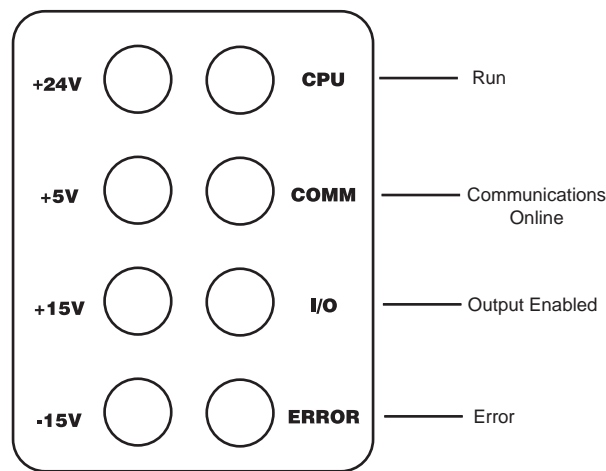 +24V CPU Run
+5V COMM Communications
Online
+15V I/O Output Enabled
-15V ERROR Error